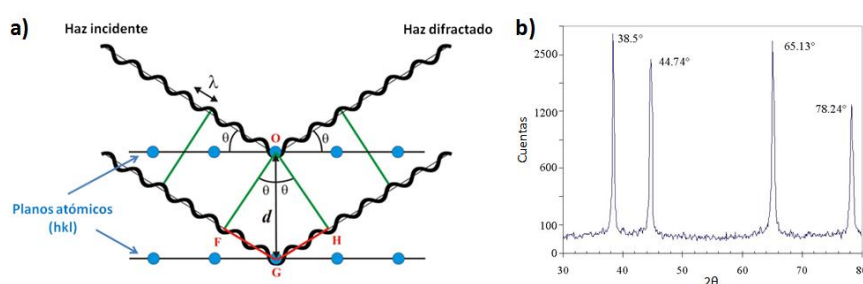 a)
Haz incidente
Haz difractado
λ
θ
O
θ
θ
θ
d
Planos atómicos
(hkl)
F
H
G
b)
38.5°
44.74°
65.13°
78.24°
Cuentas
2500
1200
600
100
0
30
40
50
60
70
80
2θ